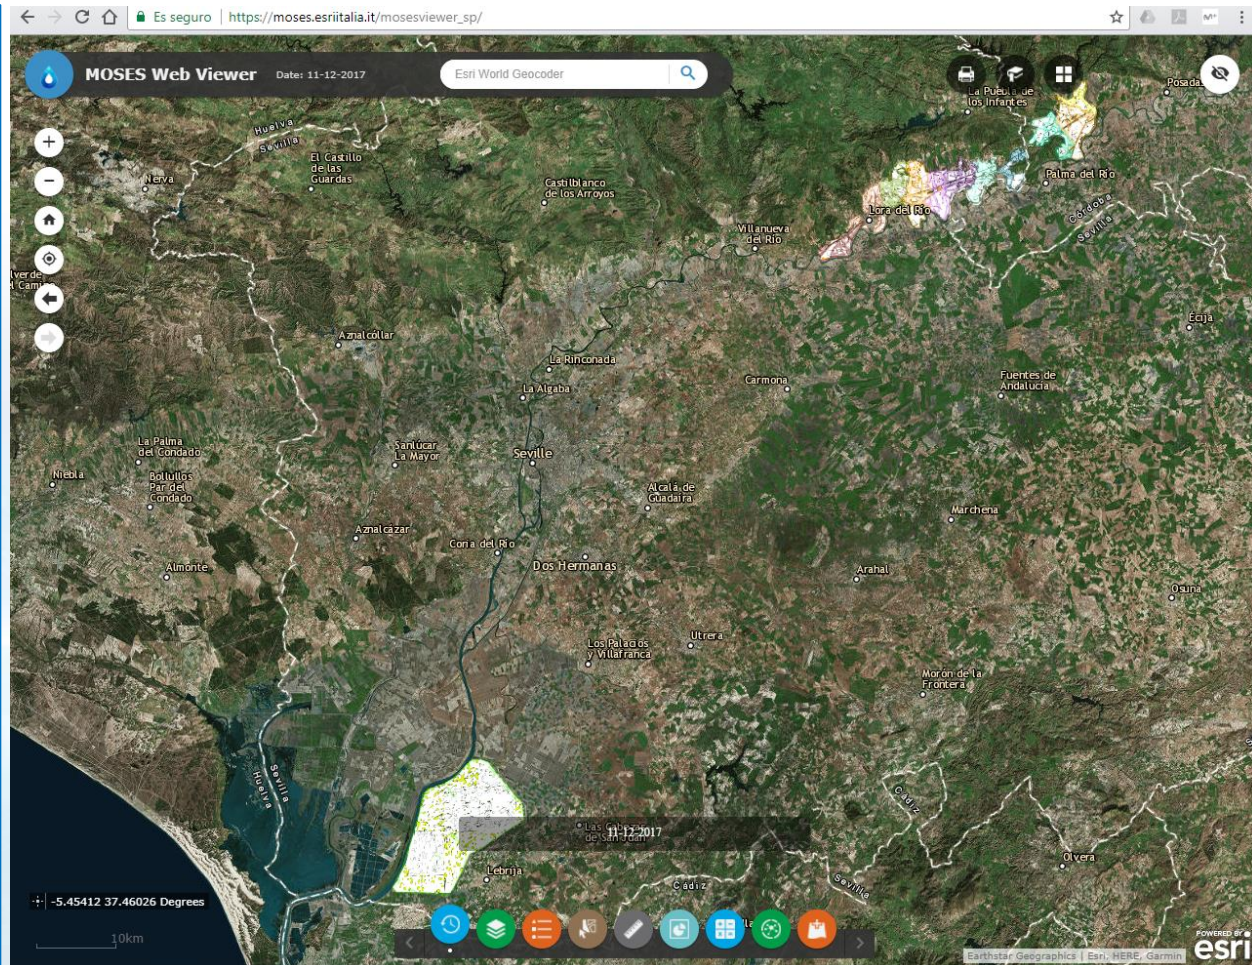 Es seguro | https://moses.esriitalia.it/mosesviewer_sp/
MOSES Web Viewer Date: 11-12-2017 Esri World Geocoder
Posadas
La Puebla de
los Infantes
Huelva
Sevilla
El Castillo
de las
Guardas
Nerva
Castilblanco
de los Arroyos
Palma del Río
Lora del Río
Córdoba
Sevilla
Villanueva
del Río
Aznalcóllar
Écija
La Rinconada
La Algaba
Carmona
Fuentes de
Andalucía
La Palma
del Condado
Sanlúcar
La Mayor
Seville
Niebla
Bollullos
Par del
Condado
Alcalá de
Guadaira
Marchena
Aznalcázar
Coria del Río
Dos Hermanas
Almonte
Arahal
Osuna
Los Palacios
y Villafranca
Utrera
Morón de la
Frontera
Sevilla
Huelva
Cádiz
Las Cabezas
de San Juan
11-12-2017
Olvera
Lebrija
Cádiz
Sevilla
-5.45412 37.46026 Degrees
10km
POWERED BY
esri
Earthstar Geographics | Esri, HERE, Garmin